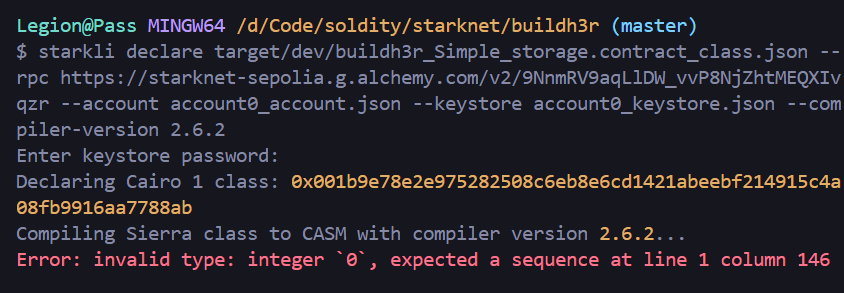 Legion@Pass MINGW64 /d/Code/soldity/starknet/buildh3r (master)
$ starkli declare target/dev/buildh3r_Simple_storage.contract_class.json --
rpc https://starknet-sepolia.g.alchemy.com/v2/9NnmRV9aqLlDW_vvP8NjZhtMEQXIv
qzr --account account0_account.json --keystore account0_keystore.json --com
piler-version 2.6.2
Enter keystore password:
Declaring Cairo 1 class: 0x001b9e78e2e975282508c6eb8e6cd1421abeebf214915c4a
08fb9916aa7788ab
Compiling Sierra class to CASM with compiler version 2.6.2...
Error: invalid type: integer `0`, expected a sequence at line 1 column 146